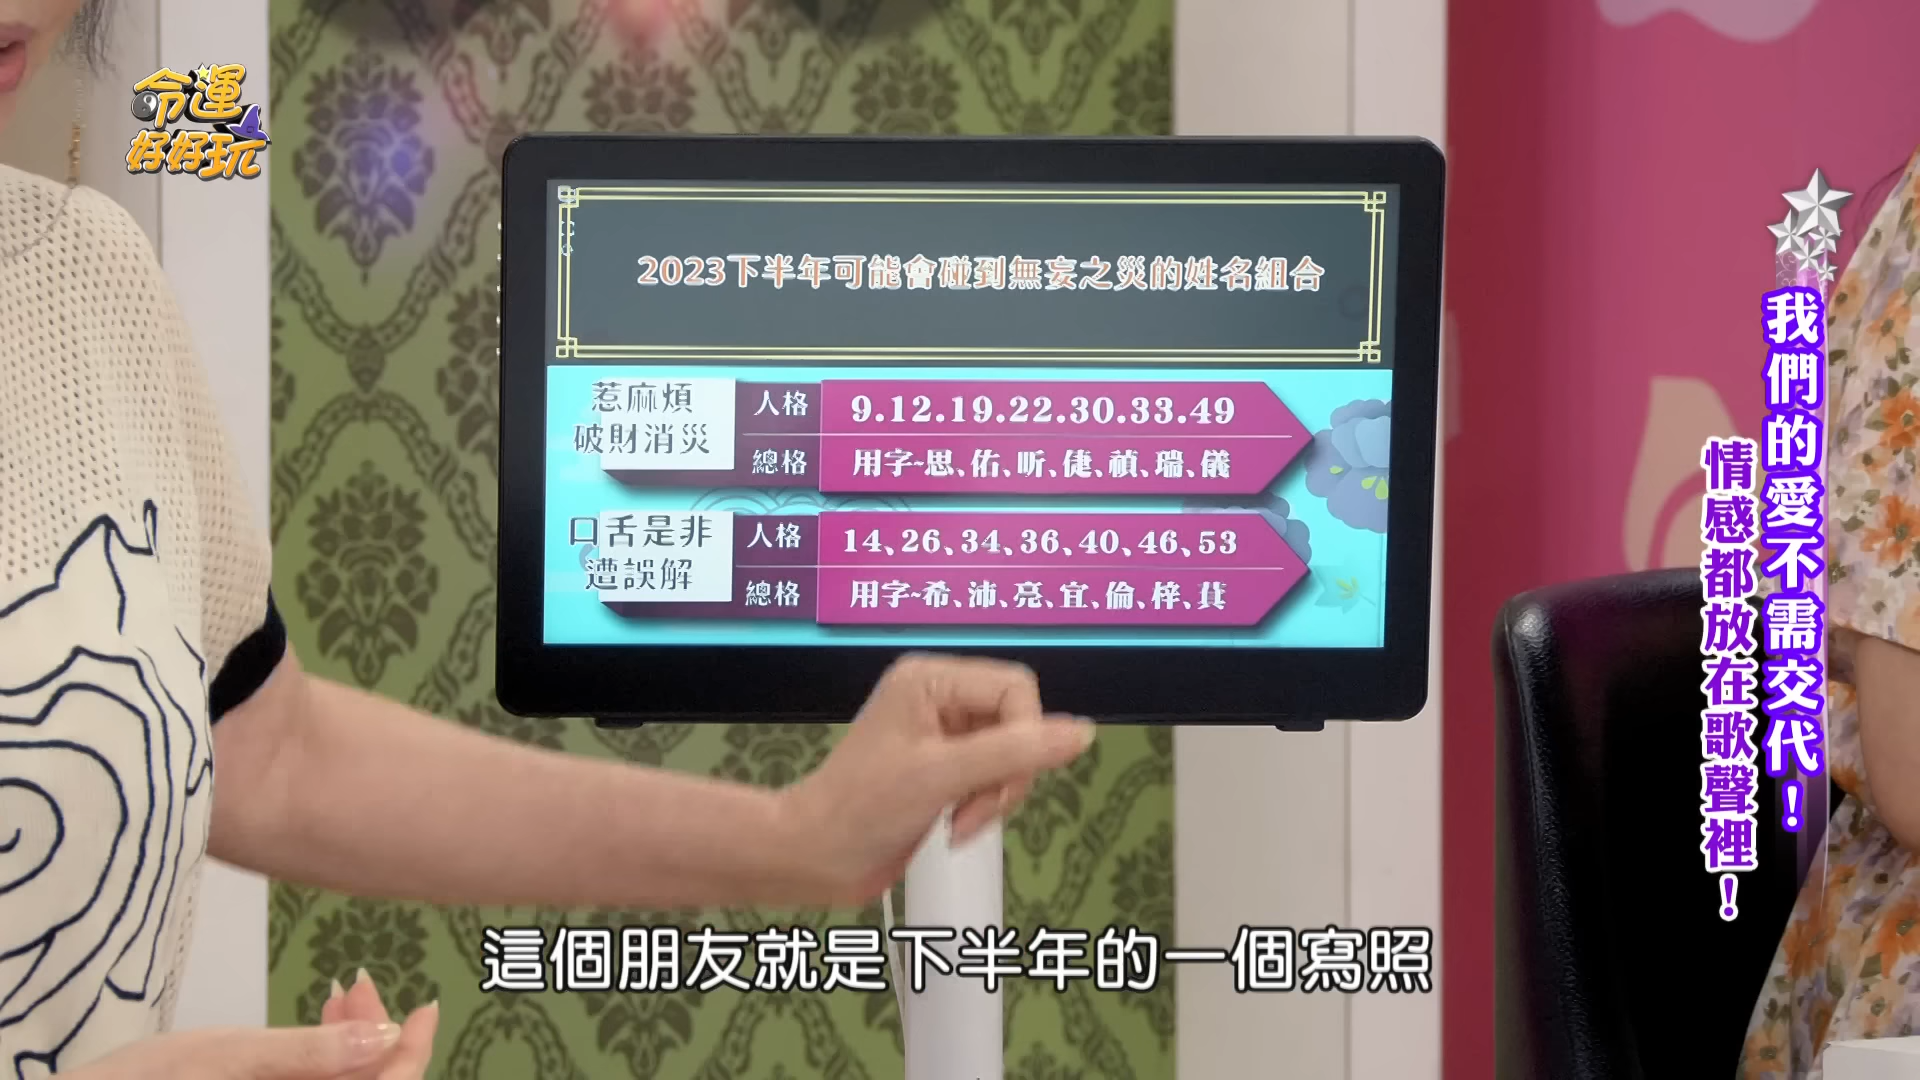 命運
好好玩
2023下半年可能會碰到無妄之災的姓名組合
惹麻煩
破財消災
人格
9.12.19.22.30.33.49
總格
用字~思、佑、昕、倢、禎、瑞、儀
口舌是非
遭誤解
人格
14、26、34、36、40、46、53
總格
用字~希、沛、亮、宜、倫、梓、萁
我們的愛不需交代！
情感都放在歌聲裡！
這個朋友就是下半年的一個寫照